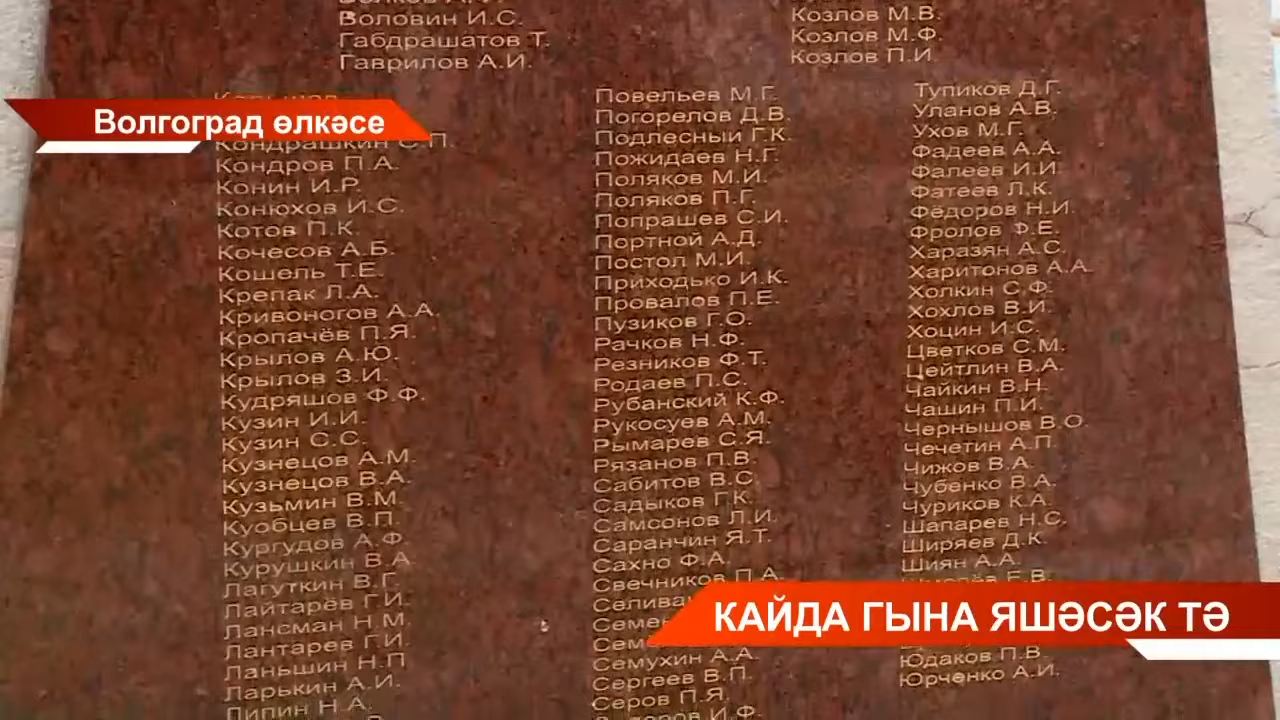 Воловин И.С.
Габдрашатов Т.
Гаврилов А.И.
Козлов М.В.
Козлов М.Ф.
Козлов П.И.
Волгоград өлкәсе
Кондрашкин С.П.
Кондров П.А.
Конин И.Р.
Конюхов И.С.
Котов П.К.
Кочесов А.Б.
Кошель Т.Е.
Крепак Л.А.
Кривоногов А.А.
Кропачёв П.Я.
Крылов А.Ю.
Крылов З.И.
Кудряшов Ф.Ф.
Кузин И.И.
Кузин С.С.
Кузнецов А.М.
Кузнецов В.А.
Кузьмин В.М.
Куобцев В.П.
Кургудов А.Ф.
Курушкин В.А
Лагуткин В.Г.
Лайтарёв Г.И.
Лансман Н.М.
Лантарев Г.И.
Ланьшин Н.П
Ларькин А.И.
Липин Н.А.
Повельев М.Г.
Погорелов Д.В.
Подлесный Г.К.
Пожидаев Н.Г.
Поляков М.И.
Поляков П.Г.
Попрашев С.И.
Портной А.Д.
Постол М.И.
Приходько И.К.
Провалов П.Е.
Пузиков Г.О.
Рачков Н.Ф.
Резников Ф.Т.
Родаев П.С.
Рубанский К.Ф.
Рукосуев А.М.
Рымарев С.Я.
Рязанов П.В.
Сабитов В.С.
Садыков Г.К.
Самсонов Л.И.
Саранчин Я.Т.
Сахно Ф.А.
Свечников П.А.
Семухин А.А.
Сергеев В.П.
Серов П.Я.
И.Ф.
Тупиков Д.Г.
Уланов А.В.
Ухов М.Г.
Фадеев А.А.
Фалеев И.И.
Фатеев Л.К.
Фёдоров Н.И.
Фролов Ф.Е.
Харазян А.С.
Харитонов А.А.
Холкин С.Ф.
Хохлов В.И.
Хоцин И.С.
Цветков С.М.
Цейтлин В.А.
Чайкин В.Н.
Чашин П.И.
Чернышов В.О
Чечетин А.П.
Чижов В.А.
Чубенко В.А.
Чуриков К.А.
Шапарев Н.С.
Ширяев Д.К.
Шиян А.А.
Юдаков П.В.
Юрченко А.И.
КАЙДА ГЫНА ЯШӘСӘК ТӘ